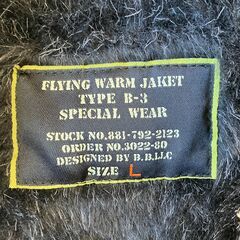 FLYING WARM JAKET
TYPE B-3
SPECIAL WEAR
STOCK NO.881-792-2123
ORDER NO.3022-80
DESIGNED BY B.B.LLC
SIZE L